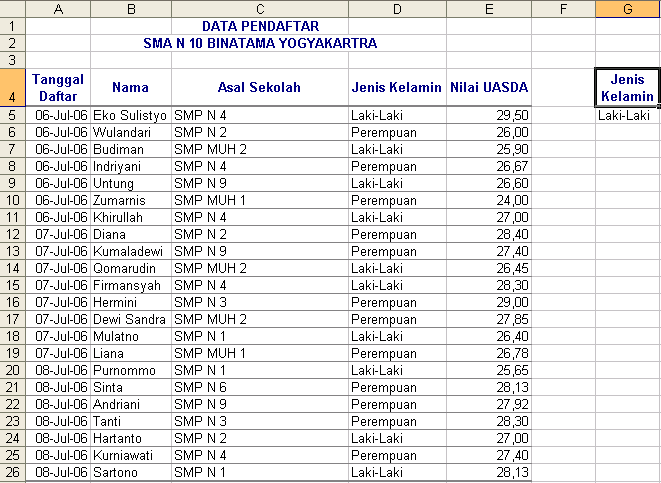 A B C D E F G
1 DATA PENDAFTAR
2 SMA N 10 BINATAMA YOGYAKARTRA
3
4 Tanggal Daftar Nama Asal Sekolah Jenis Kelamin Nilai UASDA Jenis Kelamin
5 06-Jul-06 Eko Sulistyo SMP N 4 Laki-Laki 29,50 Laki-Laki
6 06-Jul-06 Wulandari SMP N 2 Perempuan 26,00
7 06-Jul-06 Budiman SMP MUH 2 Laki-Laki 25,90
8 06-Jul-06 Indriyani SMP N 4 Perempuan 26,67
9 06-Jul-06 Untung SMP N 9 Laki-Laki 26,60
10 06-Jul-06 Zumarnis SMP MUH 1 Perempuan 24,00
11 06-Jul-06 Khirullah SMP N 4 Laki-Laki 27,00
12 07-Jul-06 Diana SMP N 2 Perempuan 28,40
13 07-Jul-06 Kumaladewi SMP N 9 Perempuan 27,40
14 07-Jul-06 Qomarudin SMP MUH 2 Laki-Laki 26,45
15 07-Jul-06 Firmansyah SMP N 4 Laki-Laki 28,30
16 07-Jul-06 Hermini SMP N 3 Perempuan 29,00
17 07-Jul-06 Dewi Sandra SMP MUH 2 Perempuan 27,85
18 07-Jul-06 Mulatno SMP N 1 Laki-Laki 26,40
19 07-Jul-06 Liana SMP MUH 1 Perempuan 26,78
20 08-Jul-06 Purnommo SMP N 1 Laki-Laki 25,65
21 08-Jul-06 Sinta SMP N 6 Perempuan 28,13
22 08-Jul-06 Andriani SMP N 9 Perempuan 27,92
23 08-Jul-06 Tanti SMP N 3 Perempuan 28,30
24 08-Jul-06 Hartanto SMP N 2 Laki-Laki 27,00
25 08-Jul-06 Kurniawati SMP N 4 Perempuan 27,40
26 08-Jul-06 Sartono SMP N 1 Laki-Laki 28,13